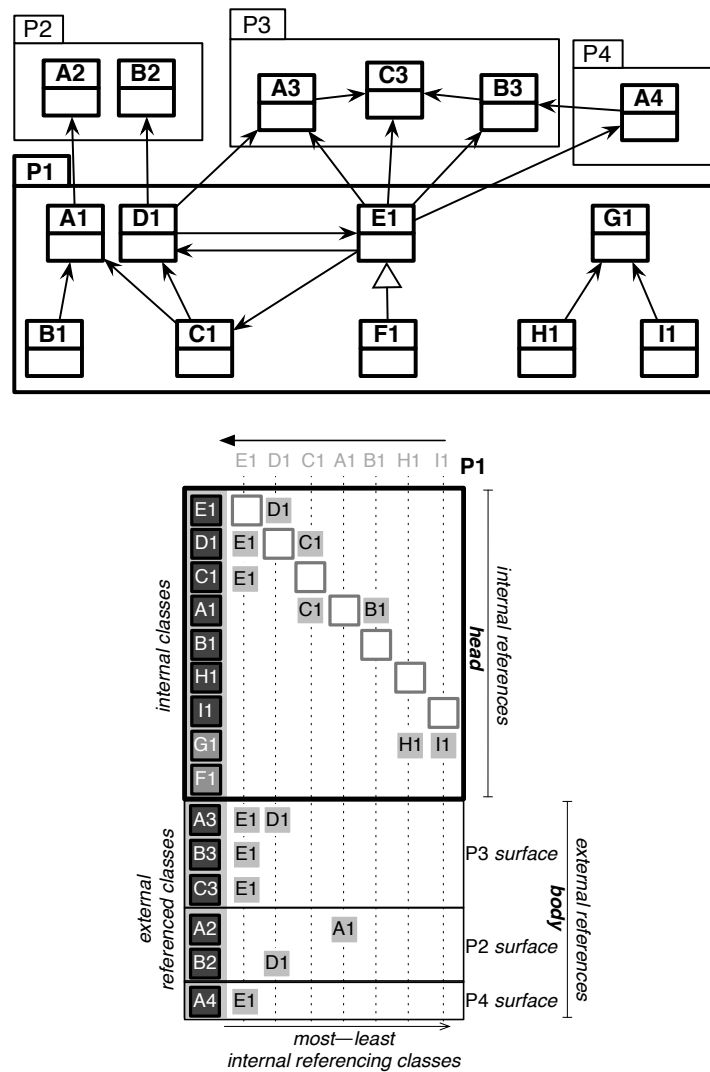 P2
P3
P4
A2 B2
A3 C3 B3
A4
P1
A1 D1 E1 G1
B1 C1 F1 H1 I1
E1 D1 C1 A1 B1 H1 I1 P1
E1 D1
D1 E1 C1
C1 E1
A1 C1 B1
B1
H1
I1
G1 H1 I1
F1
internal classes
head
internal references
A3 E1 D1
B3 E1 P3 surface
C3 E1
A2 A1
P2 surface
B2 D1
A4 E1 P4 surface
external
referenced classes
body
external references
most—least
internal referencing classes